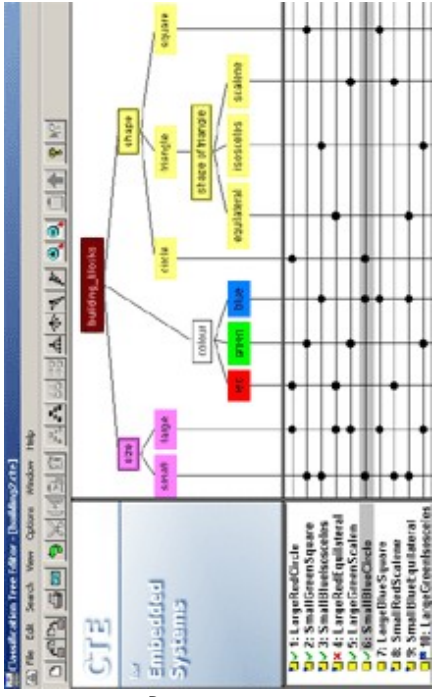 Classification Tree Editor - [building2.cte]
File Edit Search View Options Window Help
CTE
for
Embedded
Systems
building_blocks
size
colour
shape
small
large
red
green
blue
circle
triangle
square
shape of triangle
equilateral
isosceles
scalene
1: LargeRedCircle
2: SmallGreenSquare
3: SmallBlueIsosceles
4: LargeRedEquilateral
5: LargeGreenScalen
6: SmallBlueCircle
7: LargeBlueSquare
8: SmallRedScalene
9: SmallBlueEquilateral
10: LargeGreenIsosceles